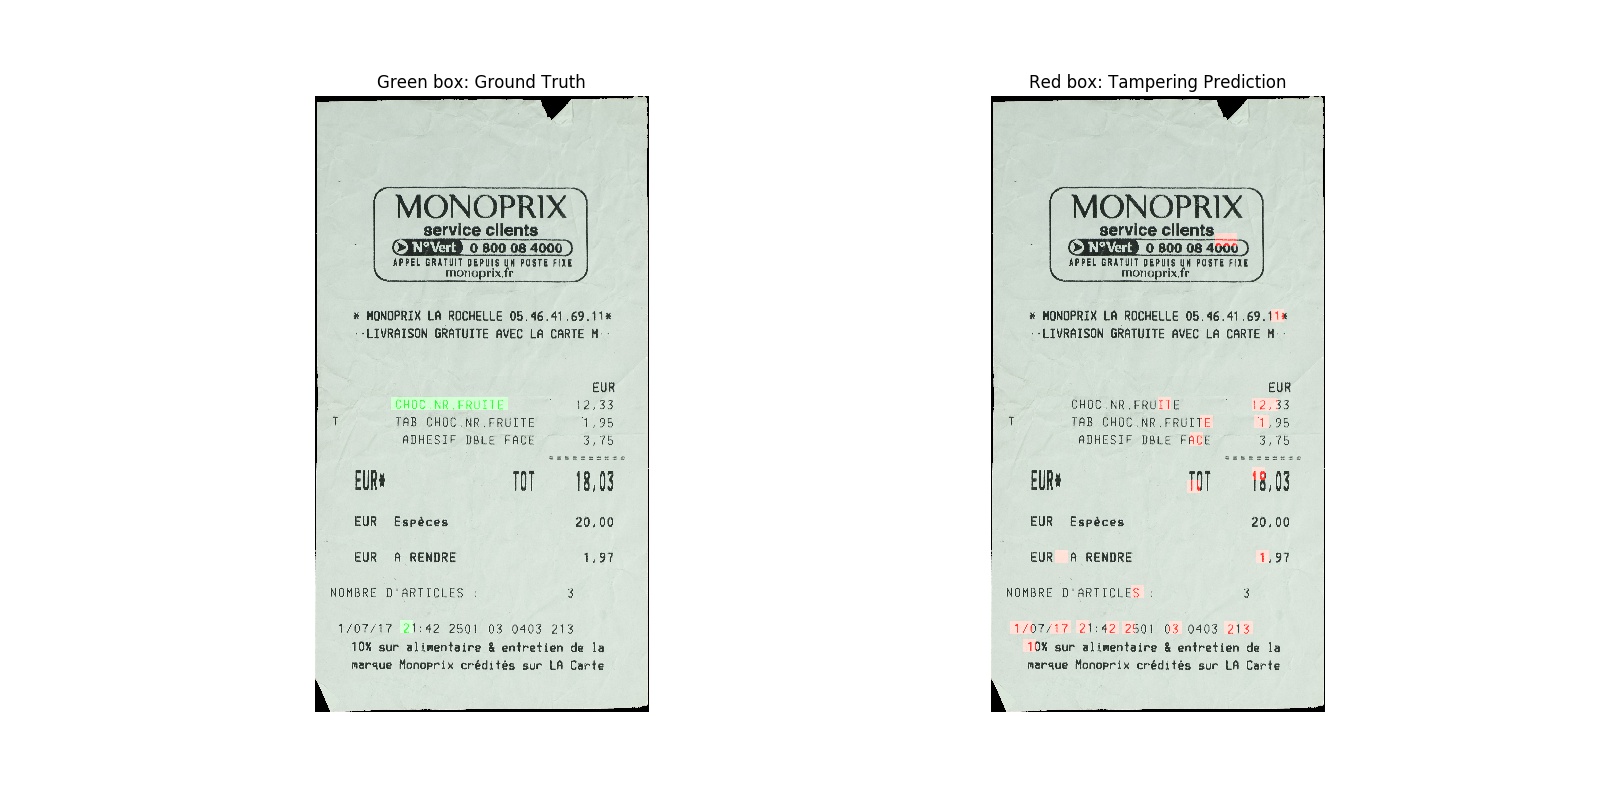 Green box: Ground Truth
MONOPRIX
service clients
N°Vert 0 800 08 4000
APPEL GRATUIT DEPUIS UN POSTE FIXE
monoprix.fr
* MONOPRIX LA ROCHELLE 05.46.41.69.11*
··LIVRAISON GRATUITE AVEC LA CARTE M··
EUR
CHOC.NR.FRUITE 12,33
T TAB CHOC.NR.FRUITE 1,95
ADHESIF DBLE FACE 3,75
==========
EUR* TOT 18,03
EUR Espèces 20.00
EUR A RENDRE 1,97
NOMBRE D'ARTICLES : 3
1/07/17 21:42 2501 03 0403 213
10% sur alimentaire & entretien de la
marque Monoprix crédités sur LA Carte
Red box: Tampering Prediction
MONOPRIX
service clients
N°Vert 0 800 08 4000
APPEL GRATUIT DEPUIS UN POSTE FIXE
monoprix.fr
* MONOPRIX LA ROCHELLE 05.46.41.69.11*
··LIVRAISON GRATUITE AVEC LA CARTE M··
EUR
CHOC.NR.FRUITE 12,33
T TAB CHOC.NR.FRUITE 1,95
ADHESIF DBLE FACE 3,75
==========
EUR* TOT 18,03
EUR Espèces 20.00
EUR A RENDRE 1,97
NOMBRE D'ARTICLES : 3
1/07/17 21:42 2501 03 0403 213
10% sur alimentaire & entretien de la
marque Monoprix crédités sur LA Carte